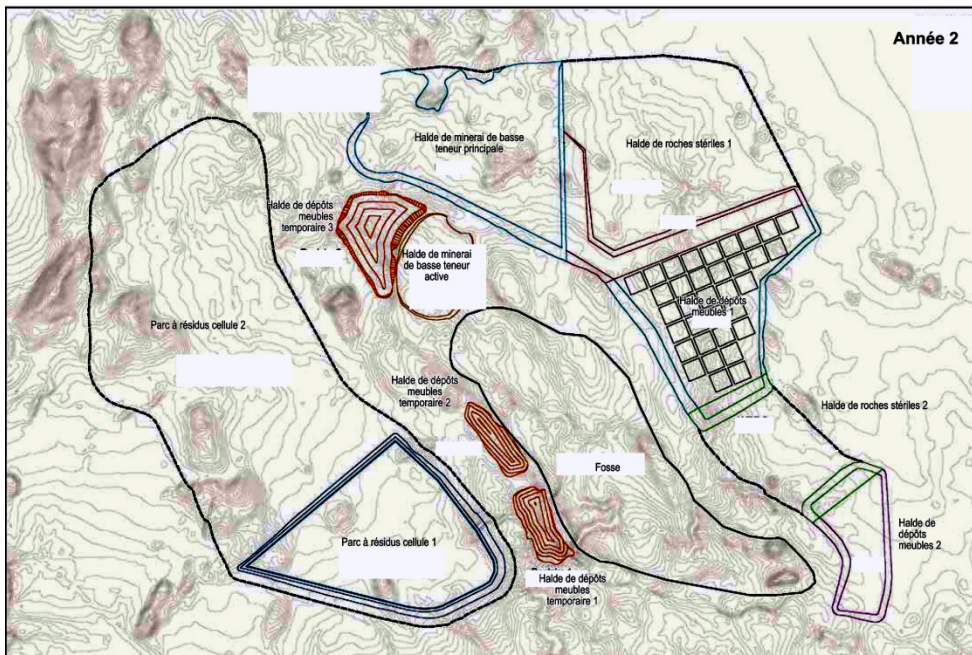 Année 2
Halde de minerai de basse
teneur principale
Halde de roches stériles 1
Halde de dépôts
meubles
temporaire 3
Halde de minerai
de basse teneur
active
Halde de dépôts
meubles 1
Parc à résidus cellule 2
Halde de dépôts
meubles
temporaire 2
Halde de roches stériles 2
Fosse
Halde de
dépôts
meubles 2
Parc à résidus cellule 1
Halde de dépôts
meubles
temporaire 1